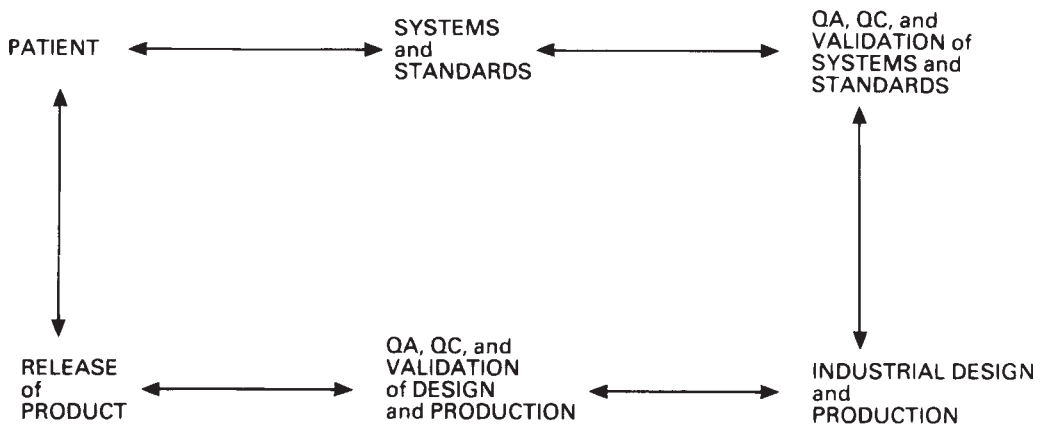 PATIENT
SYSTEMS
and
STANDARDS
QA, QC, and
VALIDATION of
SYSTEMS and
STANDARDS
RELEASE
of
PRODUCT
QA, QC, and
VALIDATION
of DESIGN
and PRODUCTION
INDUSTRIAL DESIGN
and
PRODUCTION